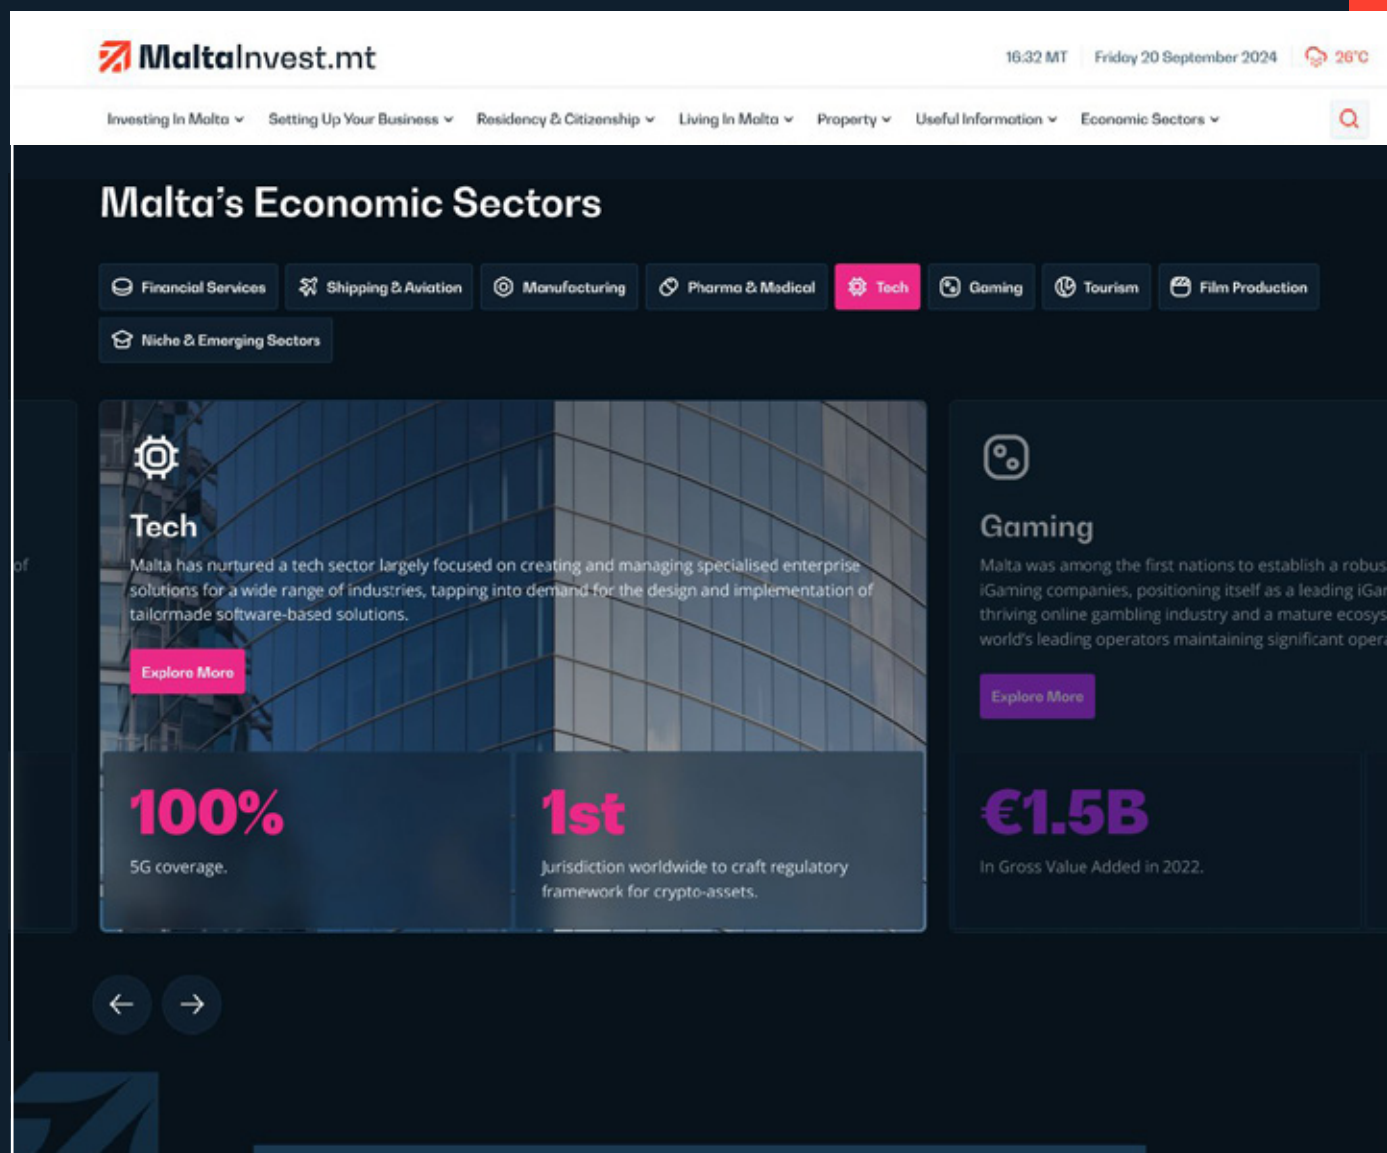 MaltaInvest.mt
16:32 MT Friday 20 September 2024 26°C
Investing In Malta Setting Up Your Business Residency & Citizenship Living In Malta Property Useful Information Economic Sectors
Malta's Economic Sectors
Financial Services Shipping & Aviation Manufacturing Pharma & Medical Tech Gaming Tourism Film Production
Niche & Emerging Sectors
of
Tech
Malta has nurtured a tech sector largely focused on creating and managing specialised enterprise
solutions for a wide range of industries, tapping into demand for the design and implementation of
tailormade software-based solutions.
Explore More
100%
5G coverage.
1st
Jurisdiction worldwide to craft regulatory
framework for crypto-assets.
Gaming
Malta was among the first nations to establish a robus
iGaming companies, positioning itself as a leading iGar
thriving online gambling industry and a mature ecosys
world's leading operators maintaining significant opera
Explore More
€1.5B
In Gross Value Added in 2022.